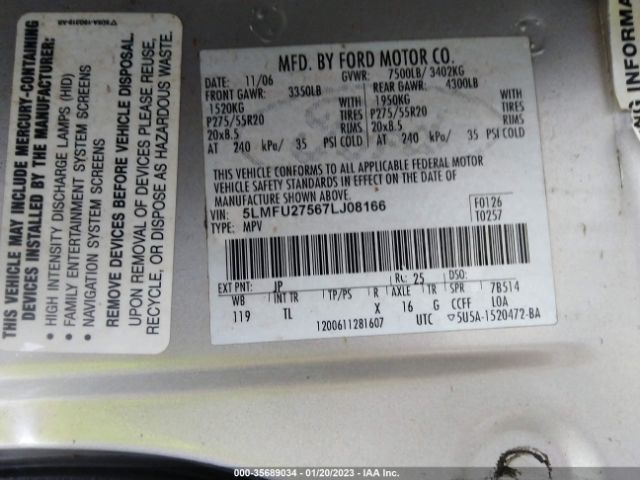 ▽5C5A-19G219-AB
THIS VEHICLE MAY INCLUDE MERCURY-CONTAINING
DEVICES INSTALLED BY THE MANUFACTURER:
• HIGH INTENSITY DISCHARGE LAMPS (HID)
• FAMILY ENTERTAINMENT SYSTEM SCREENS
• NAVIGATION SYSTEM SCREENS
REMOVE DEVICES BEFORE VEHICLE DISPOSAL.
UPON REMOVAL OF DEVICES PLEASE REUSE,
RECYCLE, OR DISPOSE AS HAZARDOUS WASTE.
MFD. BY FORD MOTOR CO.
DATE: 11/06 GVWR: 7500LB/ 3402KG
FRONT GAWR: 3350LB REAR GAWR: 4300LB
1520KG WITH 1950KG WITH
P275/55R20 TIRES P275/55R20 TIRES
20x8.5 RIMS 20x8.5 RIMS
AT 240 kPa/ 35 PSI COLD AT 240 kPa/ 35 PSI COLD
THIS VEHICLE CONFORMS TO ALL APPLICABLE FEDERAL MOTOR
VEHICLE SAFETY STANDARDS IN EFFECT ON THE DATE OF
MANUFACTURE SHOWN ABOVE.
VIN: 5LMFU27567LJ08166 F0126
TYPE: MPV T0257
EXT PNT: JP RC: 25 DSO:
WB INT TR TP/PS R AXLE TR SPR 7B514
119 TL X 16 G CCFF LOA
1200611281607 UTC ▽5U5A-1520472-BA
000-35689034 - 01/20/2023 - IAA Inc.